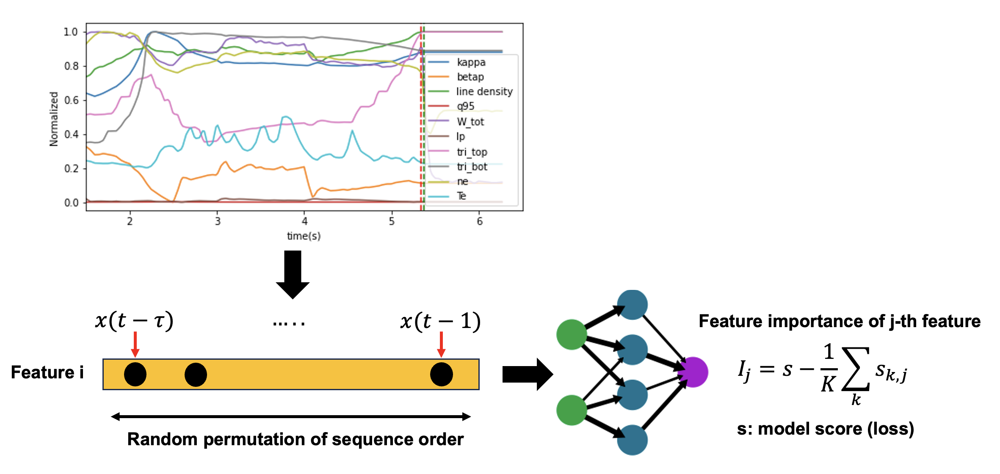 1.0
0.8
0.6
0.4
0.2
0.0
Normalized
2 3 4 5 6
time(s)
kappa
betap
line density
q95
W_tot
Ip
tri_top
tri_bot
ne
Te
x(t − τ) ..... x(t − 1)
Feature i
Random permutation of sequence order
Feature importance of j-th feature
I_j = s − \frac{1}{K} \sum_k s_{k,j}
s: model score (loss)